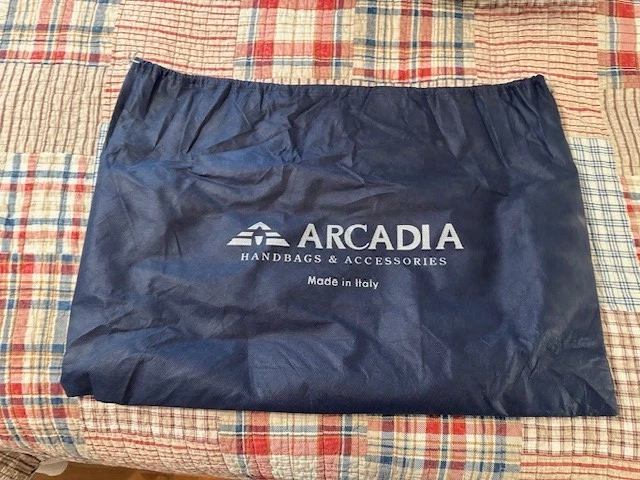 ARCADIA
HANDBAGS & ACCESSORIES
Made in Italy